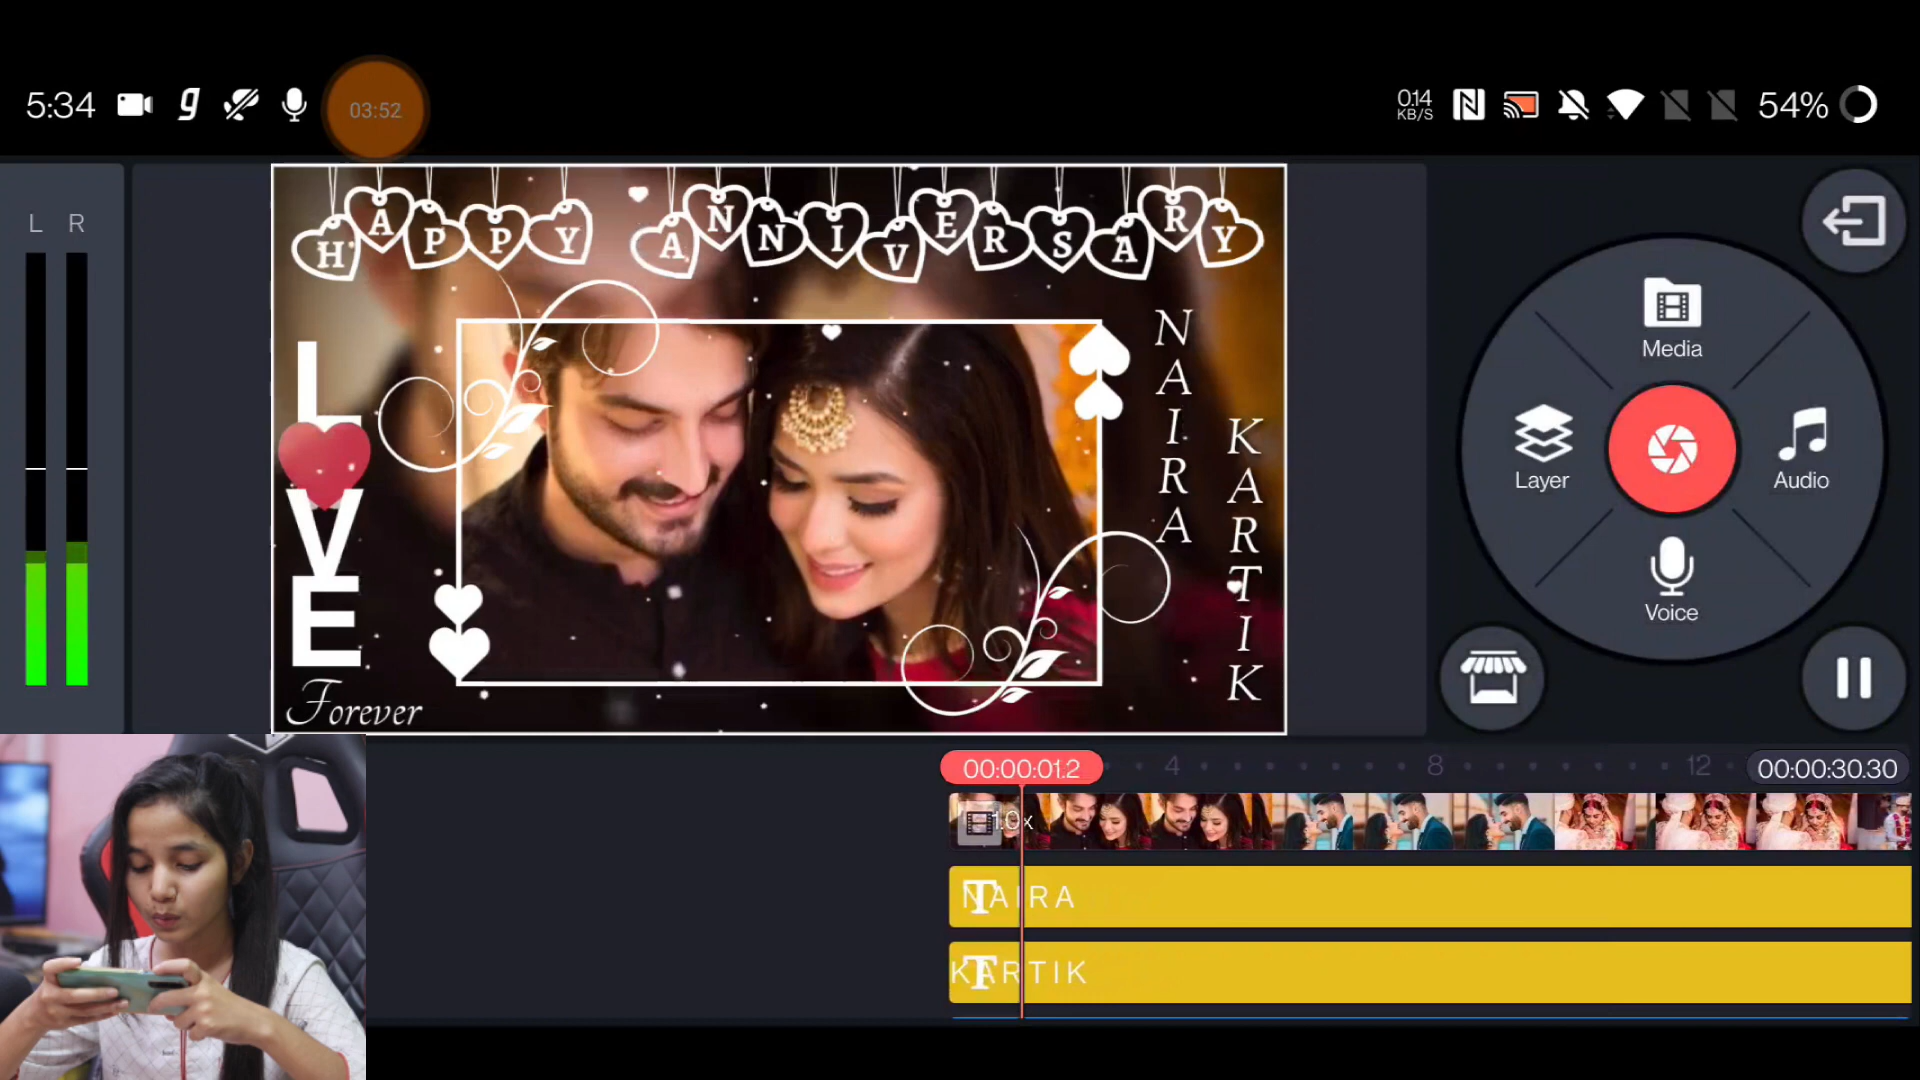 5:34
g
03:52
0.14
KB/S
54%
L R
HAPPY ANNIVERSARY
LOVE
Forever
NAIRA
KARTIK
Media
Layer
Audio
Voice
00:00:01.2
4
8
12
00:00:30.30
1.0x
T
NAIRA
T
KARTIK